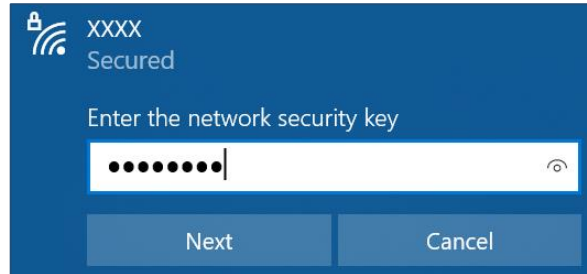 XXXX
Secured
Enter the network security key
••••••••
Next
Cancel